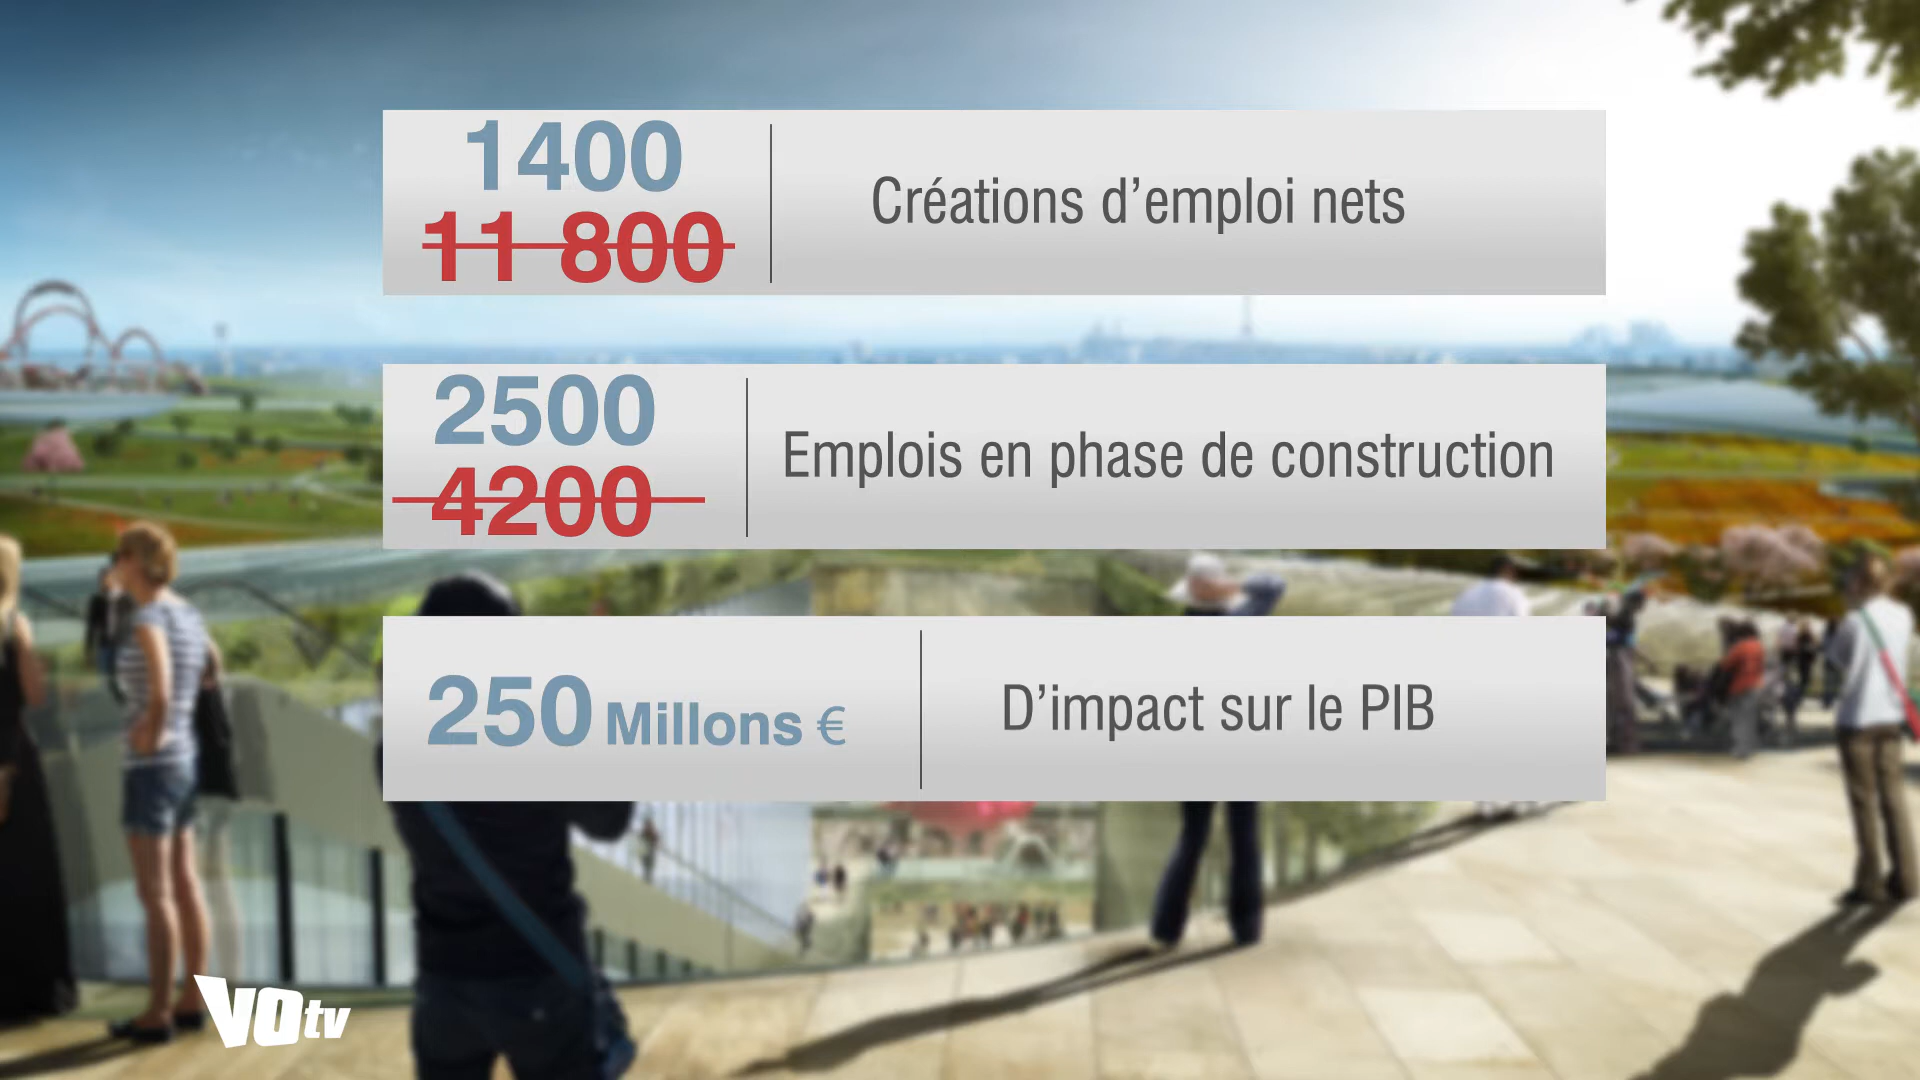 1400
11 800
Créations d’emploi nets
2500
4200
Emplois en phase de construction
250 Millons €
D’impact sur le PIB
VOtv